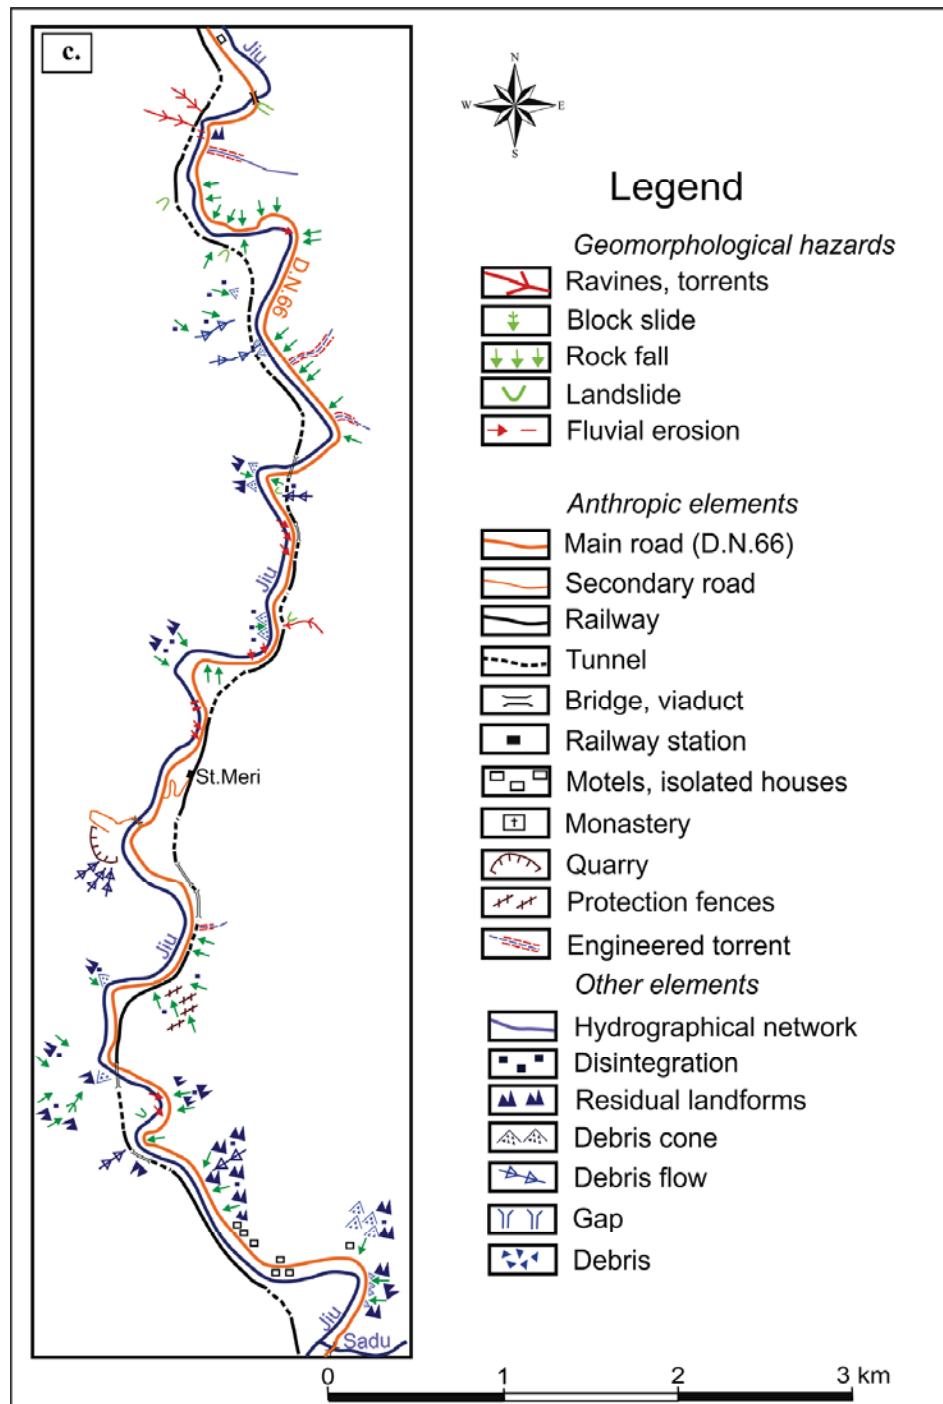 c.
Jiu
N
W
E
S
Legend
Geomorphological hazards
Ravines, torrents
Block slide
Rock fall
Landslide
Fluvial erosion
D.N.66
Anthropic elements
Main road (D.N.66)
Secondary road
Railway
Tunnel
Bridge, viaduct
Railway station
Motels, isolated houses
Monastery
Quarry
Protection fences
Engineered torrent
Jiu
St.Meri
Jiu
Other elements
Hydrographical network
Disintegration
Residual landforms
Debris cone
Debris flow
Gap
Debris
Jiu
Sadu
0 1 2 3 km